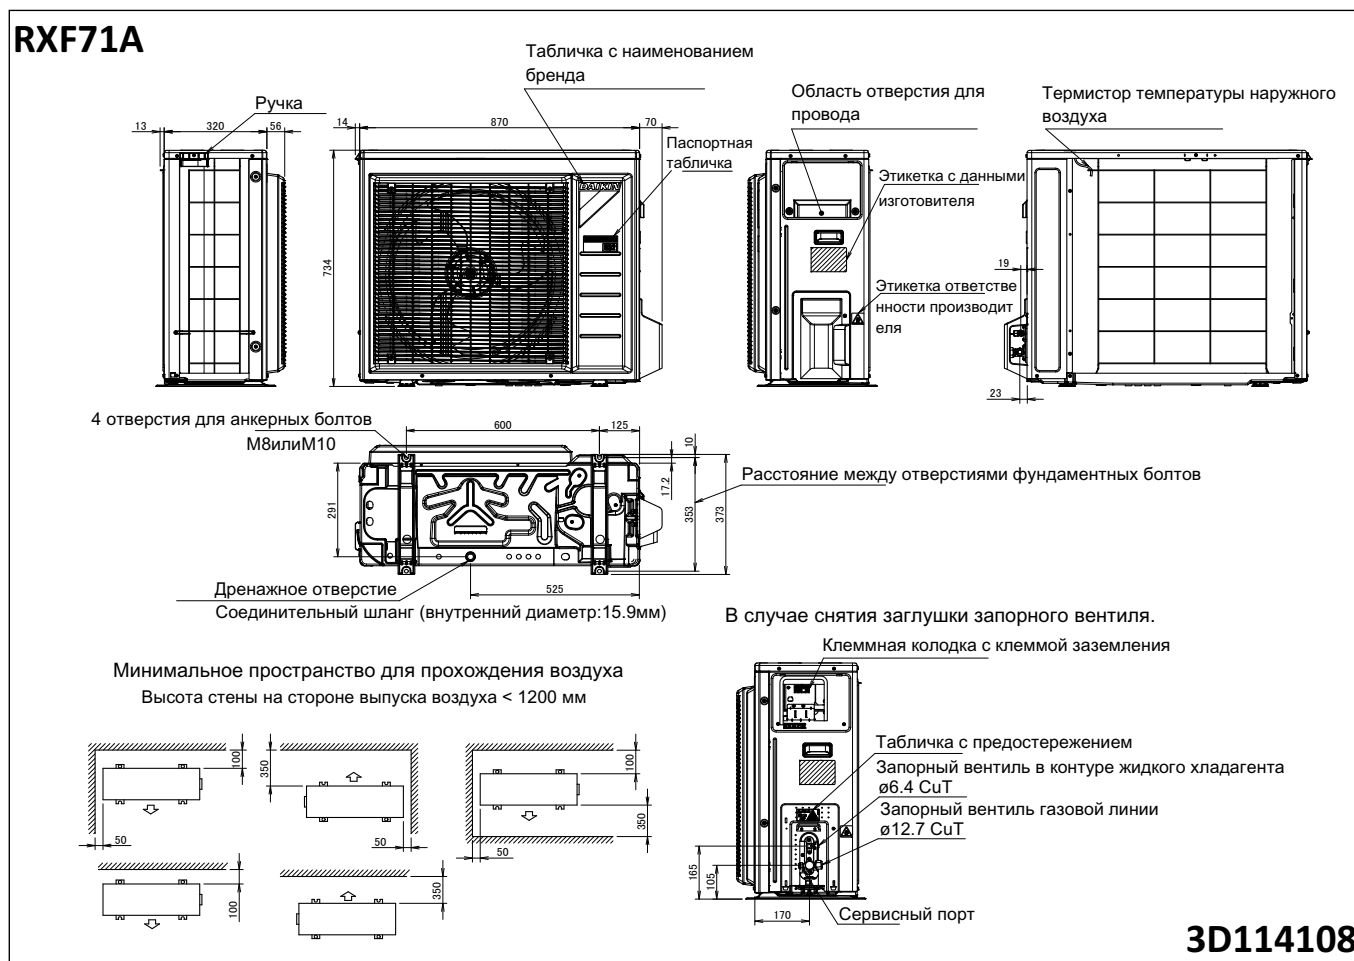 RXF71A
Табличка с наименованием
бренда
Ручка
Область отверстия для
провода
Термистор температуры наружного
воздуха
13
320
56
14
870
70
Паспортная
табличка
DAIKIN
Этикетка с данными
изготовителя
734
19
Этикетка ответстве
нности производит
еля
23
4 отверстия для анкерных болтов
М8илиМ10
600
125
10
17.2
Расстояние между отверстиями фундаментных болтов
291
353
373
Дренажное отверстие
525
Соединительный шланг (внутренний диаметр:15.9мм)
В случае снятия заглушки запорного вентиля.
Клеммная колодка с клеммой заземления
Минимальное пространство для прохождения воздуха
Высота стены на стороне выпуска воздуха < 1200 мм
100
50
350
50
100
350
50
100
350
Табличка с предостережением
Запорный вентиль в контуре жидкого хладагента
ø6.4 CuT
Запорный вентиль газовой линии
ø12.7 CuT
165
105
170
Сервисный порт
3D114108